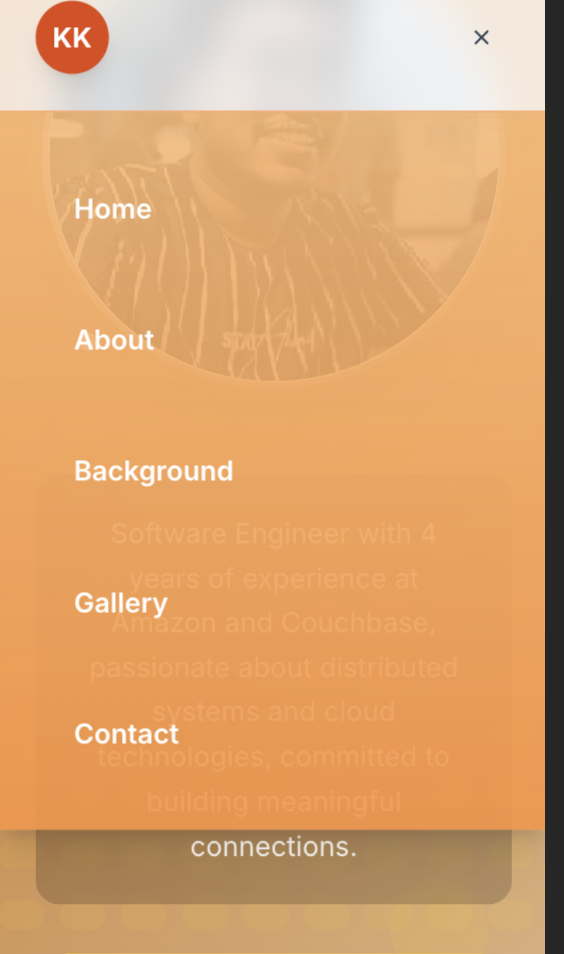 KK
×
Home
About
Background
Software Engineer with 4
years of experience at
Gallery
Amazon and Couchbase,
passionate about distributed
systems and cloud
Contact
technologies, committed to
building meaningful
connections.